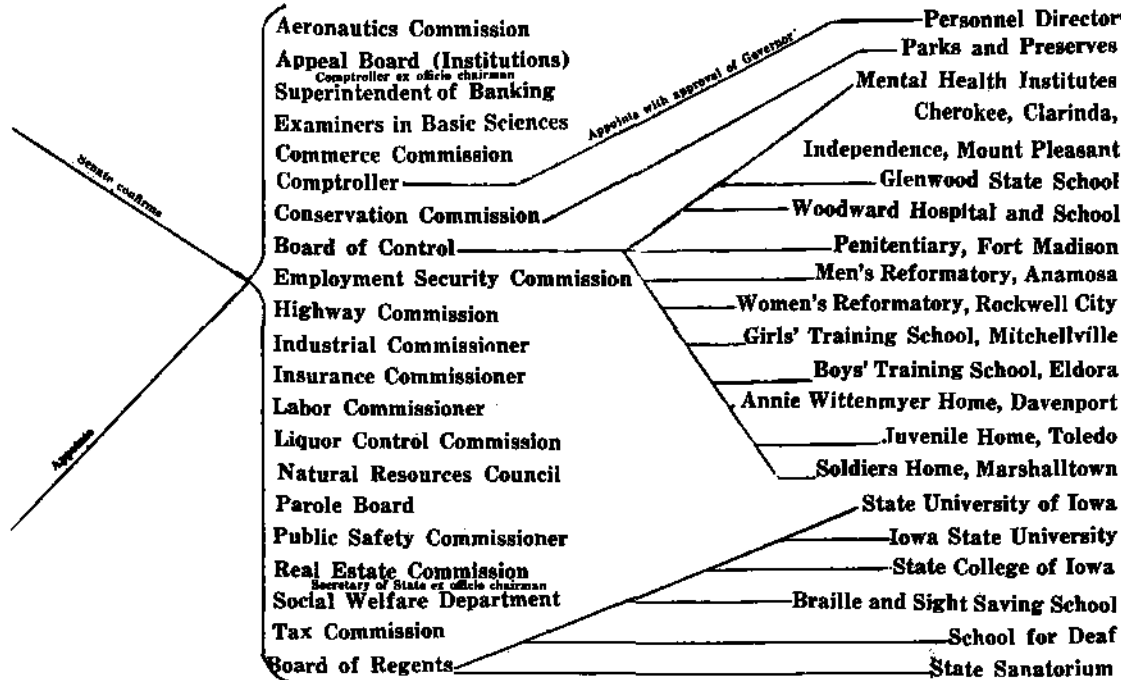 Senate confirms
Appoints
Aeronautics Commission
Appeal Board (Institutions)
Comptroller ex officio chairman
Superintendent of Banking
Examiners in Basic Sciences
Commerce Commission
Comptroller
Conservation Commission
Board of Control
Employment Security Commission
Highway Commission
Industrial Commissioner
Insurance Commissioner
Labor Commissioner
Liquor Control Commission
Natural Resources Council
Parole Board
Public Safety Commissioner
Real Estate Commission
Secretary of State ex officio chairman
Social Welfare Department
Tax Commission
Board of Regents
Appoints with approval of Governor
Personnel Director
Parks and Preserves
Mental Health Institutes
Cherokee, Clarinda,
Independence, Mount Pleasant
Glenwood State School
Woodward Hospital and School
Penitentiary, Fort Madison
Men's Reformatory, Anamosa
Women's Reformatory, Rockwell City
Girls' Training School, Mitchellville
Boys' Training School, Eldora
Annie Wittenmyer Home, Davenport
Juvenile Home, Toledo
Soldiers Home, Marshalltown
State University of Iowa
Iowa State University
State College of Iowa
Braille and Sight Saving School
School for Deaf
State Sanatorium